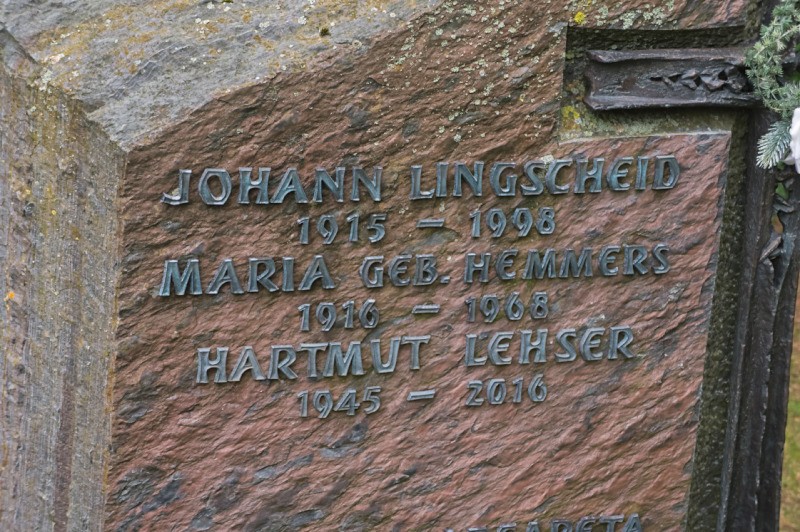 JOHANN LINGSCHEID
1915 – 1998
MARIA GEB. HEMMERS
1916 – 1968
HARTMUT LEHSER
1945 – 2016